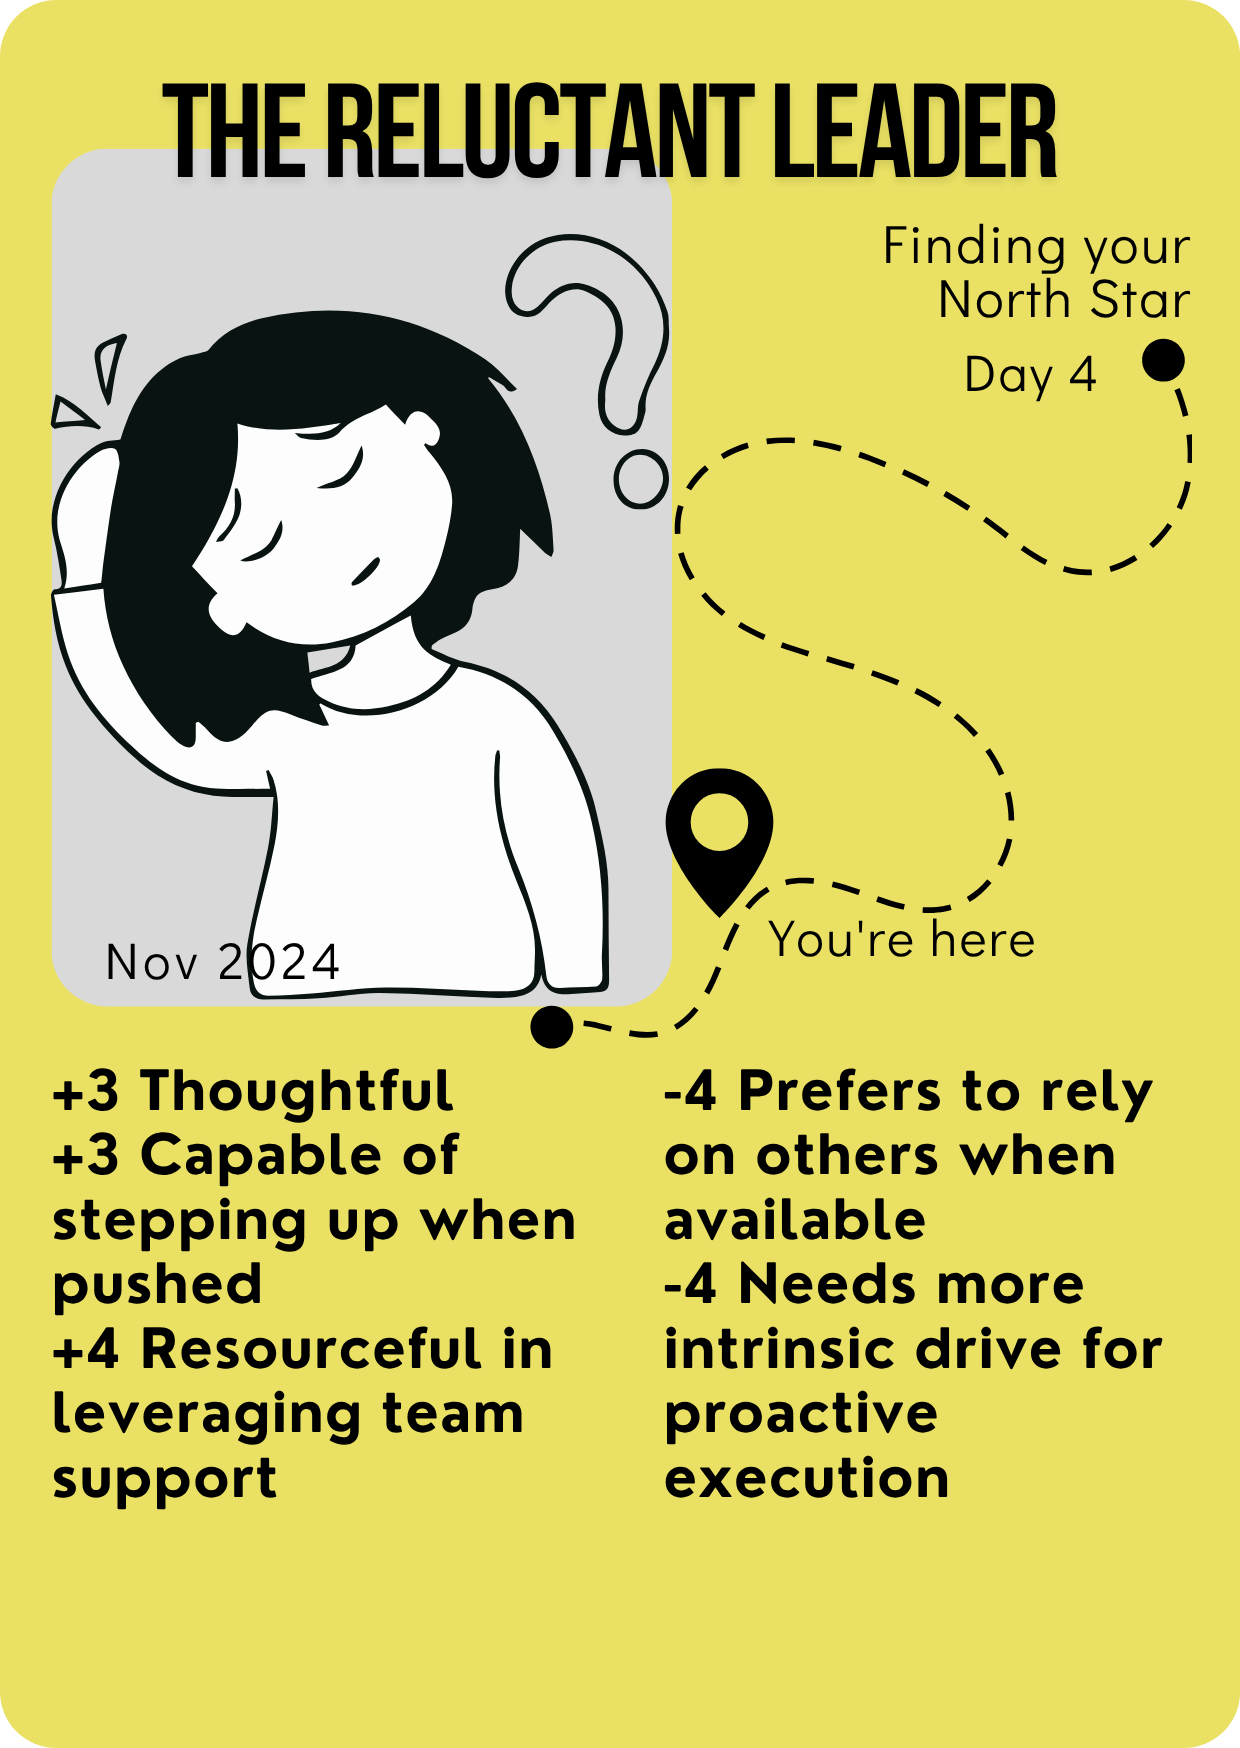 THE RELUCTANT LEADER
Finding your
North Star
Day 4
You're here
Nov 2024
+3 Thoughtful
+3 Capable of
stepping up when
pushed
+4 Resourceful in
leveraging team
support
-4 Prefers to rely
on others when
available
-4 Needs more
intrinsic drive for
proactive
execution